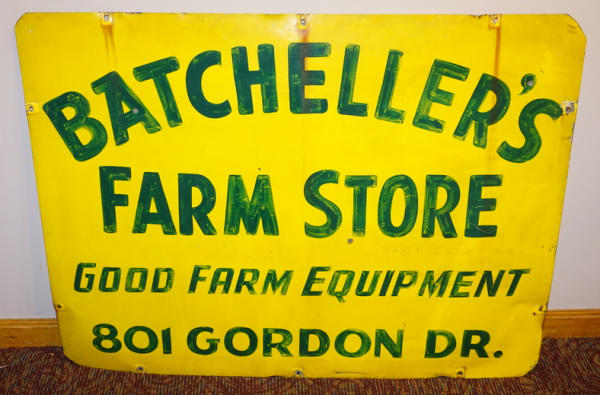 BATCHELLER'S
FARM STORE
GOOD FARM EQUIPMENT
801 GORDON DR.